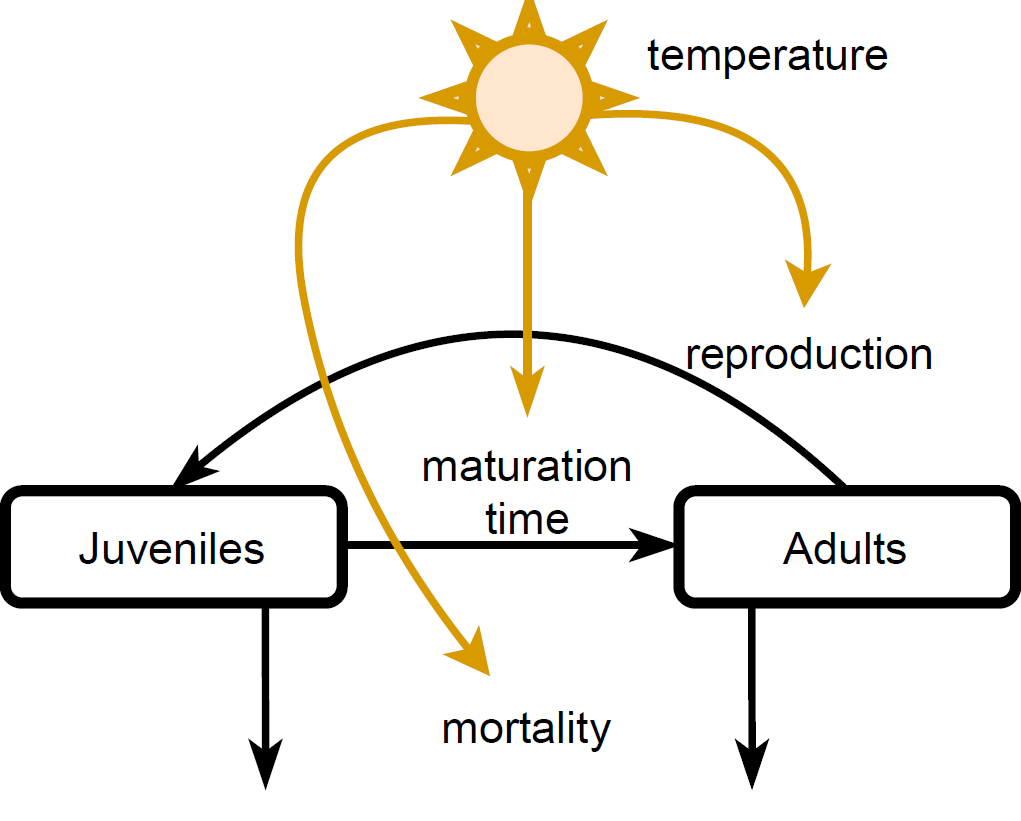 temperature
reproduction
maturation
time
Juveniles
Adults
mortality